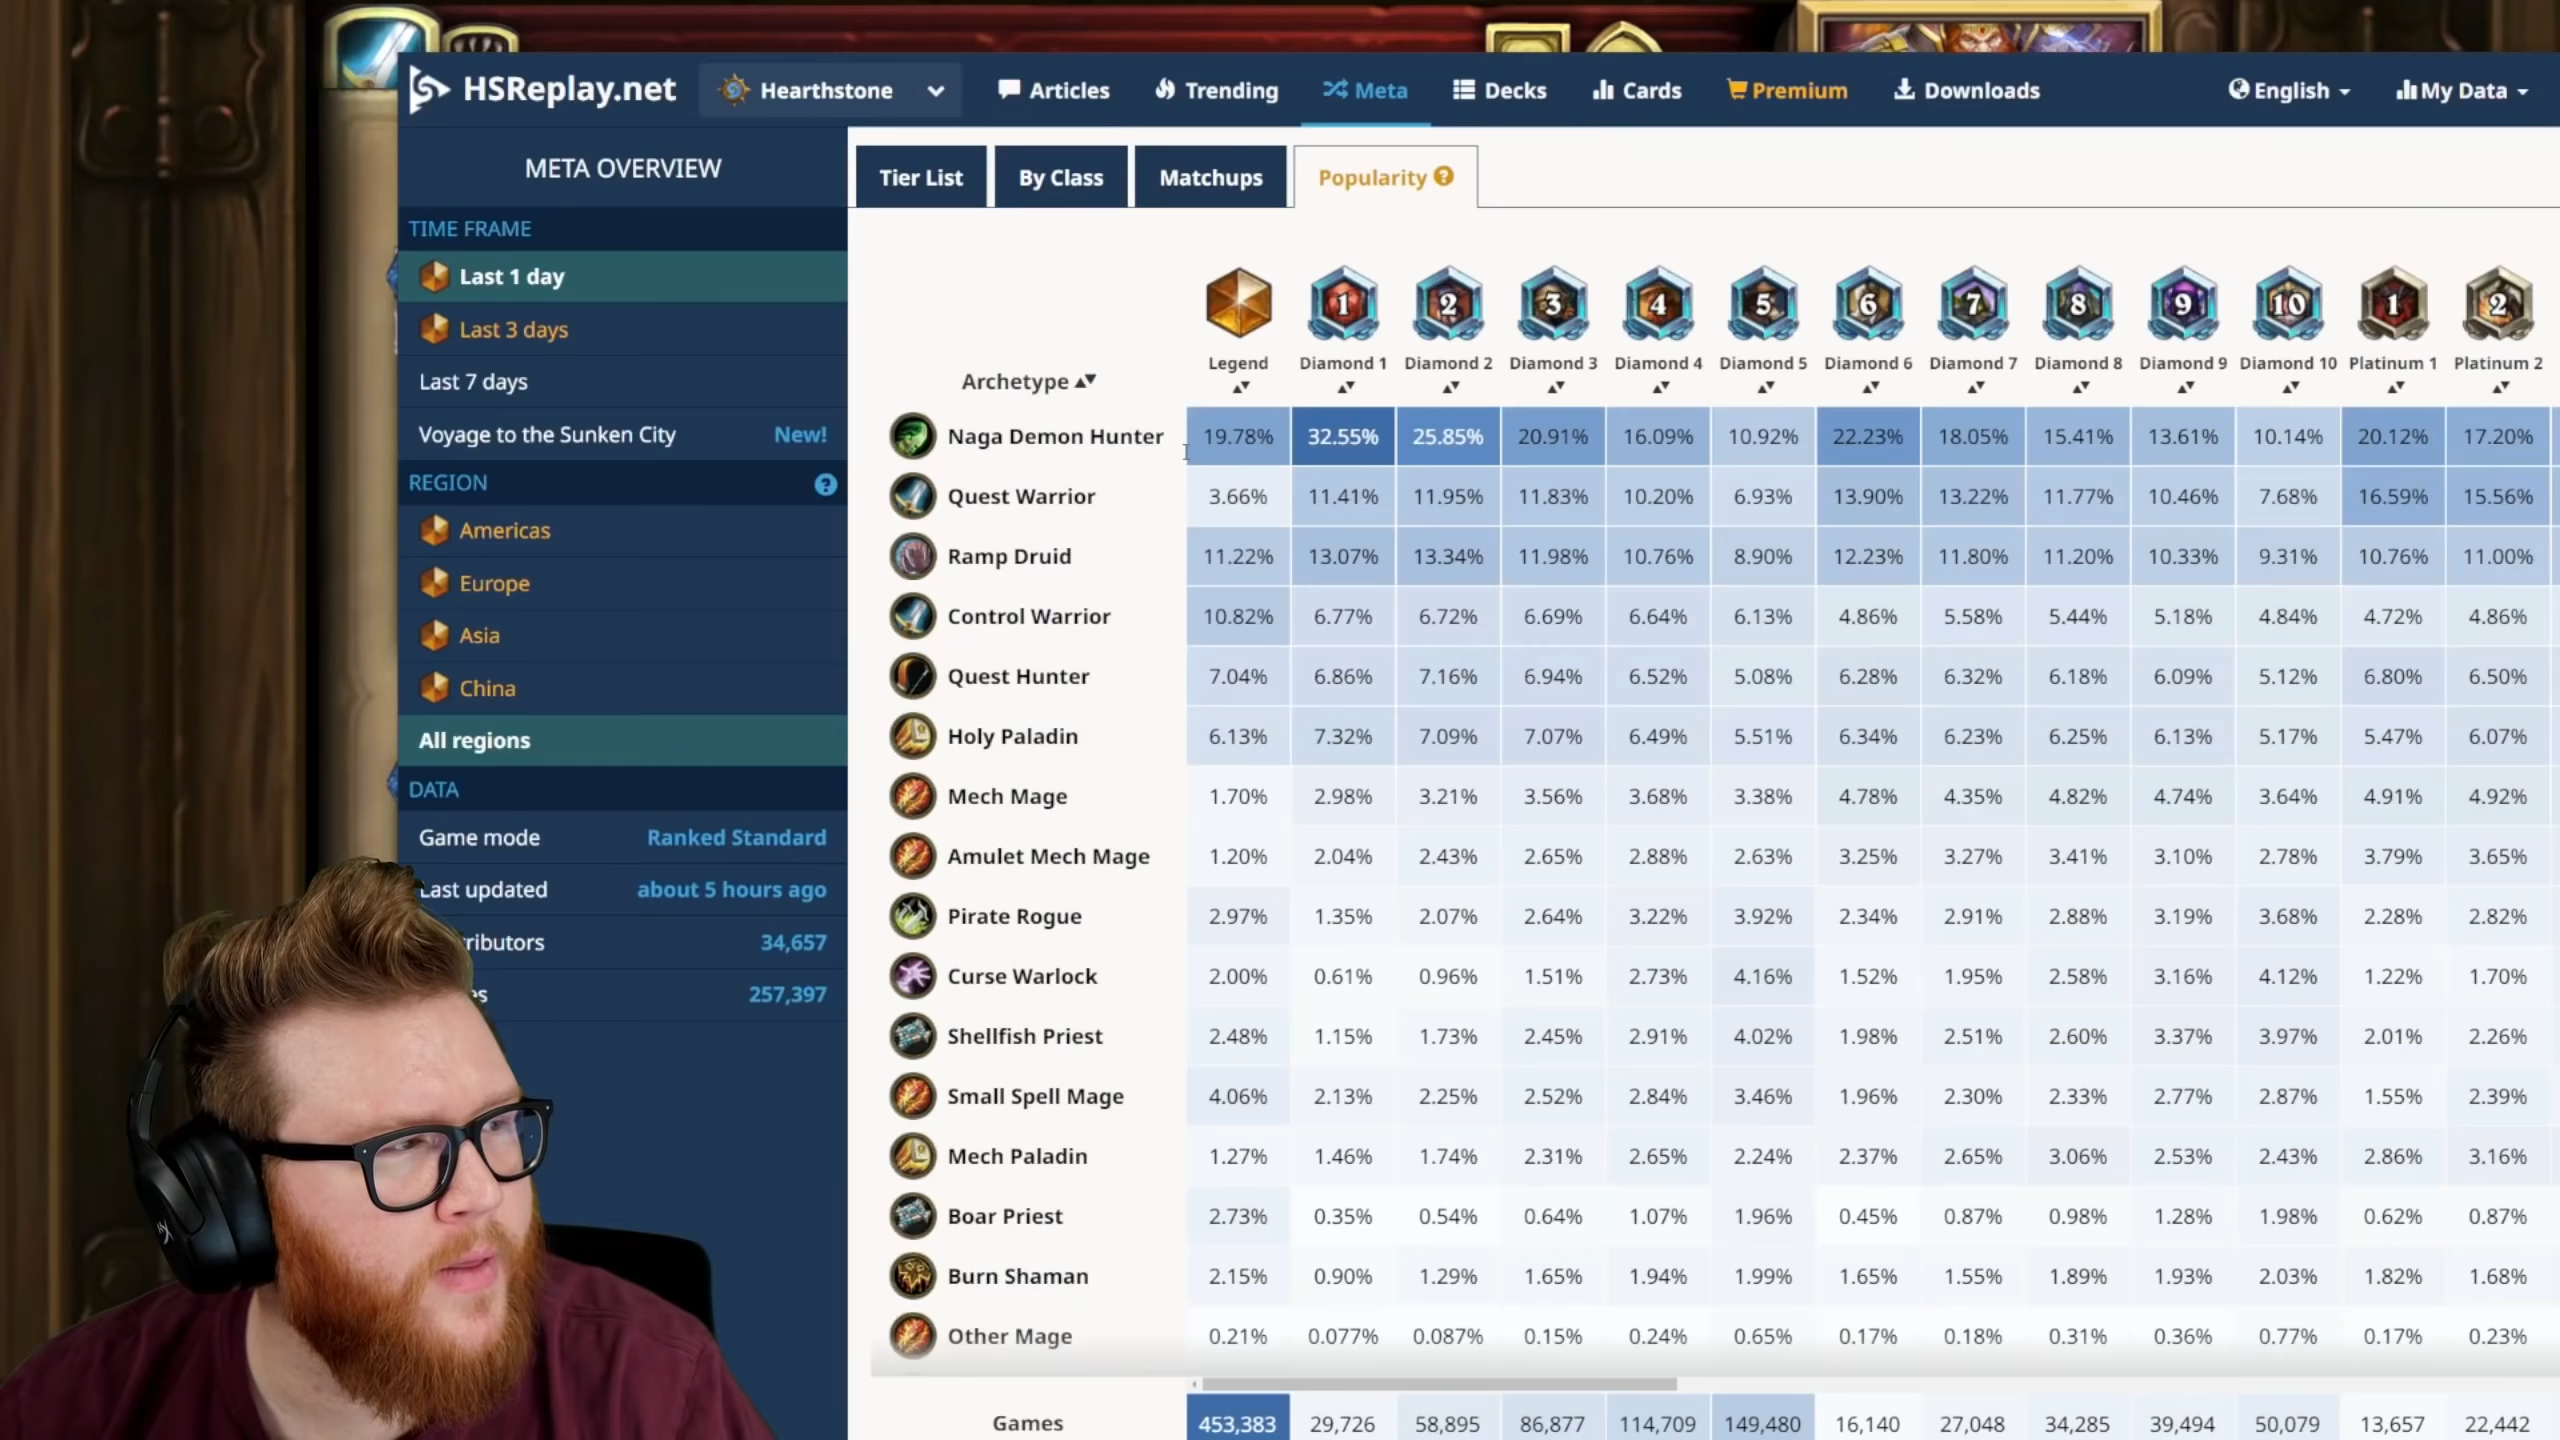 HSReplay.net Hearthstone Articles Trending Meta Decks Cards Premium Downloads English My Data
META OVERVIEW
TIME FRAME
Last 1 day
Last 3 days
Last 7 days
Voyage to the Sunken City New!
REGION
Americas
Europe
Asia
China
All regions
DATA
Game mode Ranked Standard
Last updated about 5 hours ago
tributors 34,657
es 257,397
Tier List By Class Matchups Popularity
1 2 3 4 5 6 7 8 9 10 1 2
Archetype Legend Diamond 1 Diamond 2 Diamond 3 Diamond 4 Diamond 5 Diamond 6 Diamond 7 Diamond 8 Diamond 9 Diamond 10 Platinum 1 Platinum 2
Naga Demon Hunter 19.78% 32.55% 25.85% 20.91% 16.09% 10.92% 22.23% 18.05% 15.41% 13.61% 10.14% 20.12% 17.20%
Quest Warrior 3.66% 11.41% 11.95% 11.83% 10.20% 6.93% 13.90% 13.22% 11.77% 10.46% 7.68% 16.59% 15.56%
Ramp Druid 11.22% 13.07% 13.34% 11.98% 10.76% 8.90% 12.23% 11.80% 11.20% 10.33% 9.31% 10.76% 11.00%
Control Warrior 10.82% 6.77% 6.72% 6.69% 6.64% 6.13% 4.86% 5.58% 5.44% 5.18% 4.84% 4.72% 4.86%
Quest Hunter 7.04% 6.86% 7.16% 6.94% 6.52% 5.08% 6.28% 6.32% 6.18% 6.09% 5.12% 6.80% 6.50%
Holy Paladin 6.13% 7.32% 7.09% 7.07% 6.49% 5.51% 6.34% 6.23% 6.25% 6.13% 5.17% 5.47% 6.07%
Mech Mage 1.70% 2.98% 3.21% 3.56% 3.68% 3.38% 4.78% 4.35% 4.82% 4.74% 3.64% 4.91% 4.92%
Amulet Mech Mage 1.20% 2.04% 2.43% 2.65% 2.88% 2.63% 3.25% 3.27% 3.41% 3.10% 2.78% 3.79% 3.65%
Pirate Rogue 2.97% 1.35% 2.07% 2.64% 3.22% 3.92% 2.34% 2.91% 2.88% 3.19% 3.68% 2.28% 2.82%
Curse Warlock 2.00% 0.61% 0.96% 1.51% 2.73% 4.16% 1.52% 1.95% 2.58% 3.16% 4.12% 1.22% 1.70%
Shellfish Priest 2.48% 1.15% 1.73% 2.45% 2.91% 4.02% 1.98% 2.51% 2.60% 3.37% 3.97% 2.01% 2.26%
Small Spell Mage 4.06% 2.13% 2.25% 2.52% 2.84% 3.46% 1.96% 2.30% 2.33% 2.77% 2.87% 1.55% 2.39%
Mech Paladin 1.27% 1.46% 1.74% 2.31% 2.65% 2.24% 2.37% 2.65% 3.06% 2.53% 2.43% 2.86% 3.16%
Boar Priest 2.73% 0.35% 0.54% 0.64% 1.07% 1.96% 0.45% 0.87% 0.98% 1.28% 1.98% 0.62% 0.87%
Burn Shaman 2.15% 0.90% 1.29% 1.65% 1.94% 1.99% 1.65% 1.55% 1.89% 1.93% 2.03% 1.82% 1.68%
Other Mage 0.21% 0.077% 0.087% 0.15% 0.24% 0.65% 0.17% 0.18% 0.31% 0.36% 0.77% 0.17% 0.23%
Games 453,383 29,726 58,895 86,877 114,709 149,480 16,140 27,048 34,285 39,494 50,079 13,657 22,442